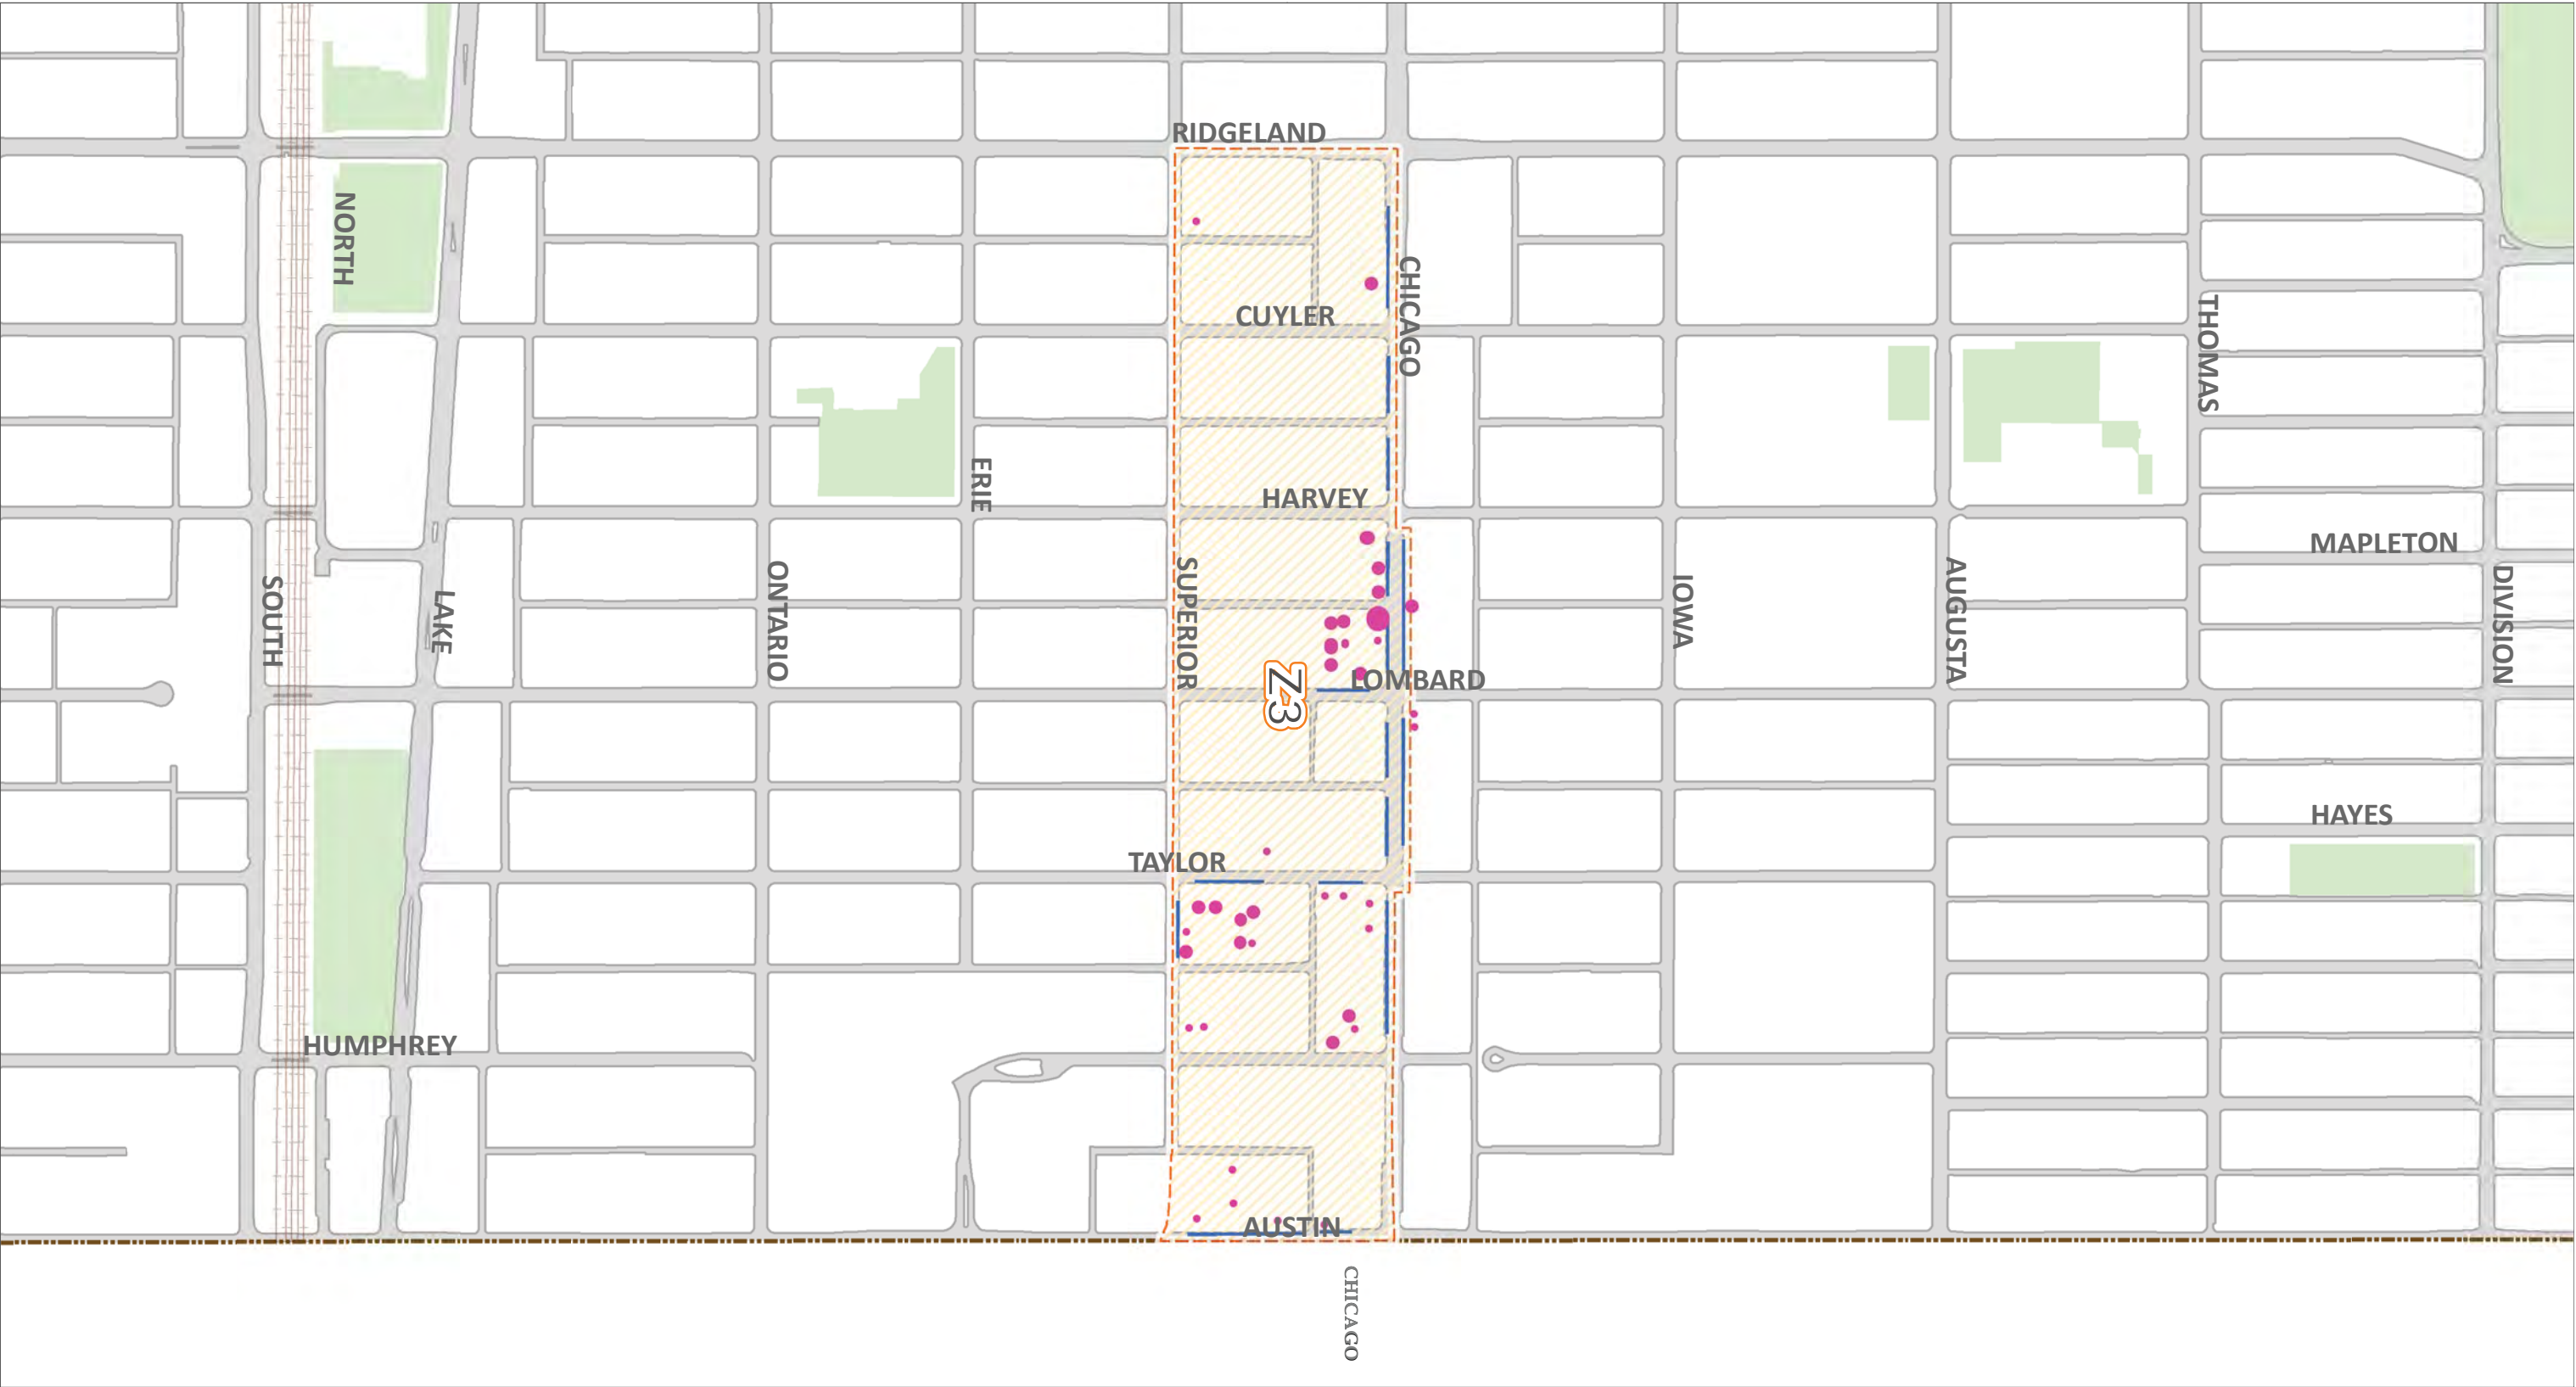 RIDGELAND
NORTH
CHICAGO
CUYLER
THOMAS
ERIE
HARVEY
MAPLETON
SOUTH
LAKE
ONTARIO
SUPERIOR
IOWA
AUGUSTA
DIVISION
LOMBARD
Z3
HAYES
TAYLOR
HUMPHREY
AUSTIN
CHICAGO